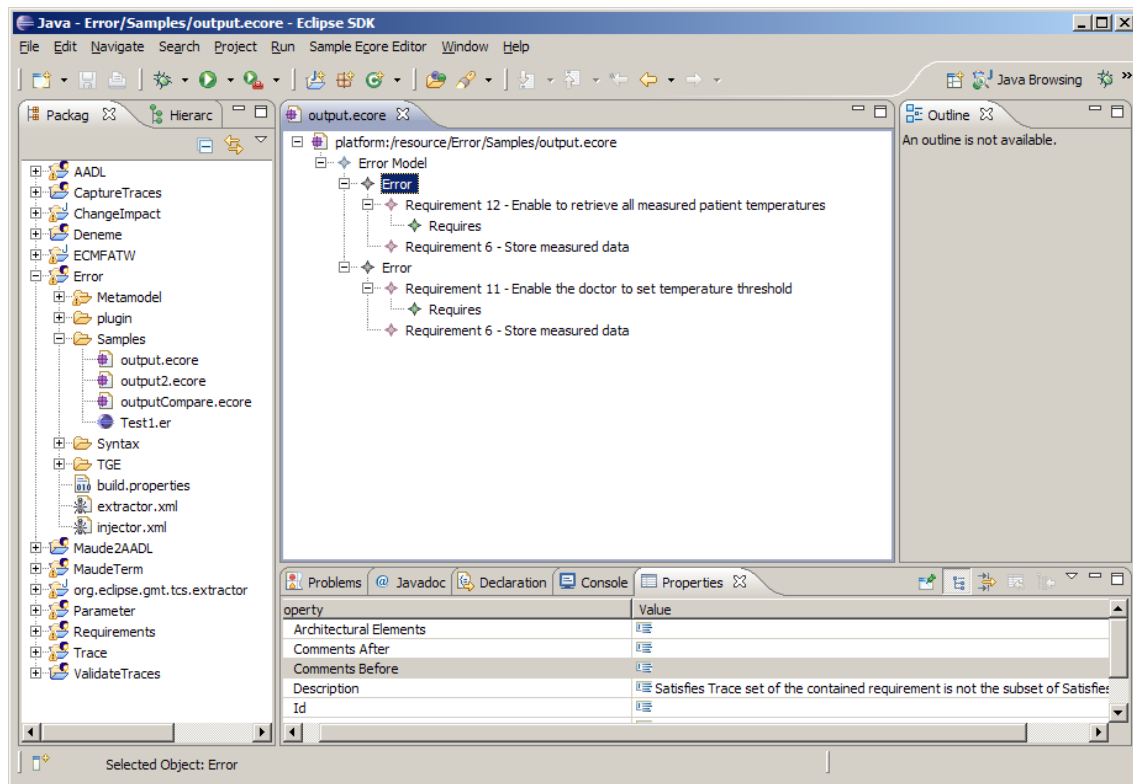 Java - Error/Samples/output.ecore - Eclipse SDK
File Edit Navigate Search Project Run Sample Ecore Editor Window Help
Java Browsing »
Packag Hierarc
AADL
CaptureTraces
ChangeImpact
Deneme
ECMFATW
Error
Metamodel
plugin
Samples
output.ecore
output2.ecore
outputCompare.ecore
Test1.er
Syntax
TGE
build.properties
extractor.xml
injector.xml
Maude2AADL
MaudeTerm
org.eclipse.gmt.tcs.extractor
Parameter
Requirements
Trace
ValidateTraces
output.ecore
platform:/resource/Error/Samples/output.ecore
Error Model
Error
Requirement 12 - Enable to retrieve all measured patient temperatures
Requires
Requirement 6 - Store measured data
Error
Requirement 11 - Enable the doctor to set temperature threshold
Requires
Requirement 6 - Store measured data
Outline
An outline is not available.
Problems @ Javadoc Declaration Console Properties
operty Value
Architectural Elements
Comments After
Comments Before
Description Satisfies Trace set of the contained requirement is not the subset of Satisfies
Id
Selected Object: Error